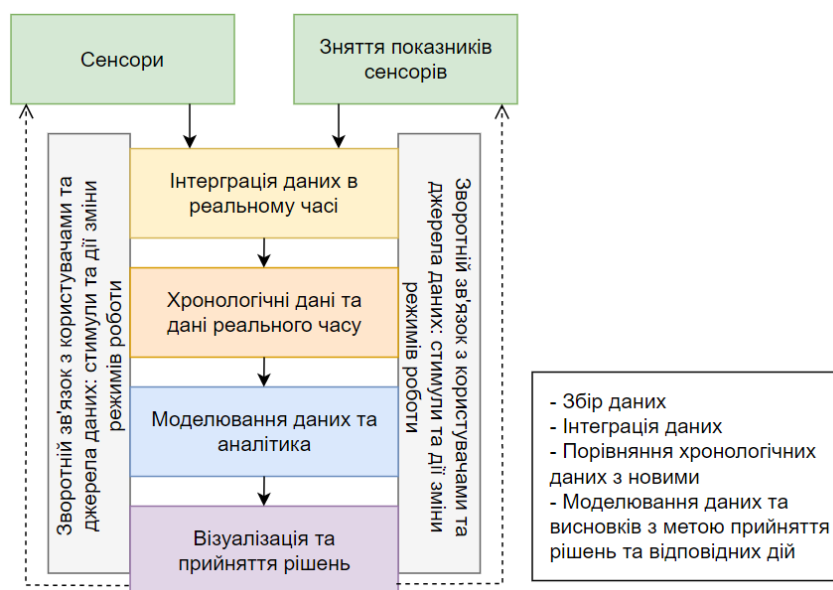 Сенсори
Зняття показників
сенсорів
Зворотній зв'язок з користувачами та
джерела даних: стимули та дії зміни
режимів роботи
Інтерграція даних в
реальному часі
Хронологічні дані та
дані реального часу
Моделювання даних та
аналітика
Візуалізація та
прийняття рішень
Зворотній зв'язок з користувачами та
джерела даних: стимули та дії зміни
режимів роботи
- Збір даних
- Інтеграція даних
- Порівняння хронологічних
даних з новими
- Моделювання даних та
висновків з метою прийняття
рішень та відповідних дій